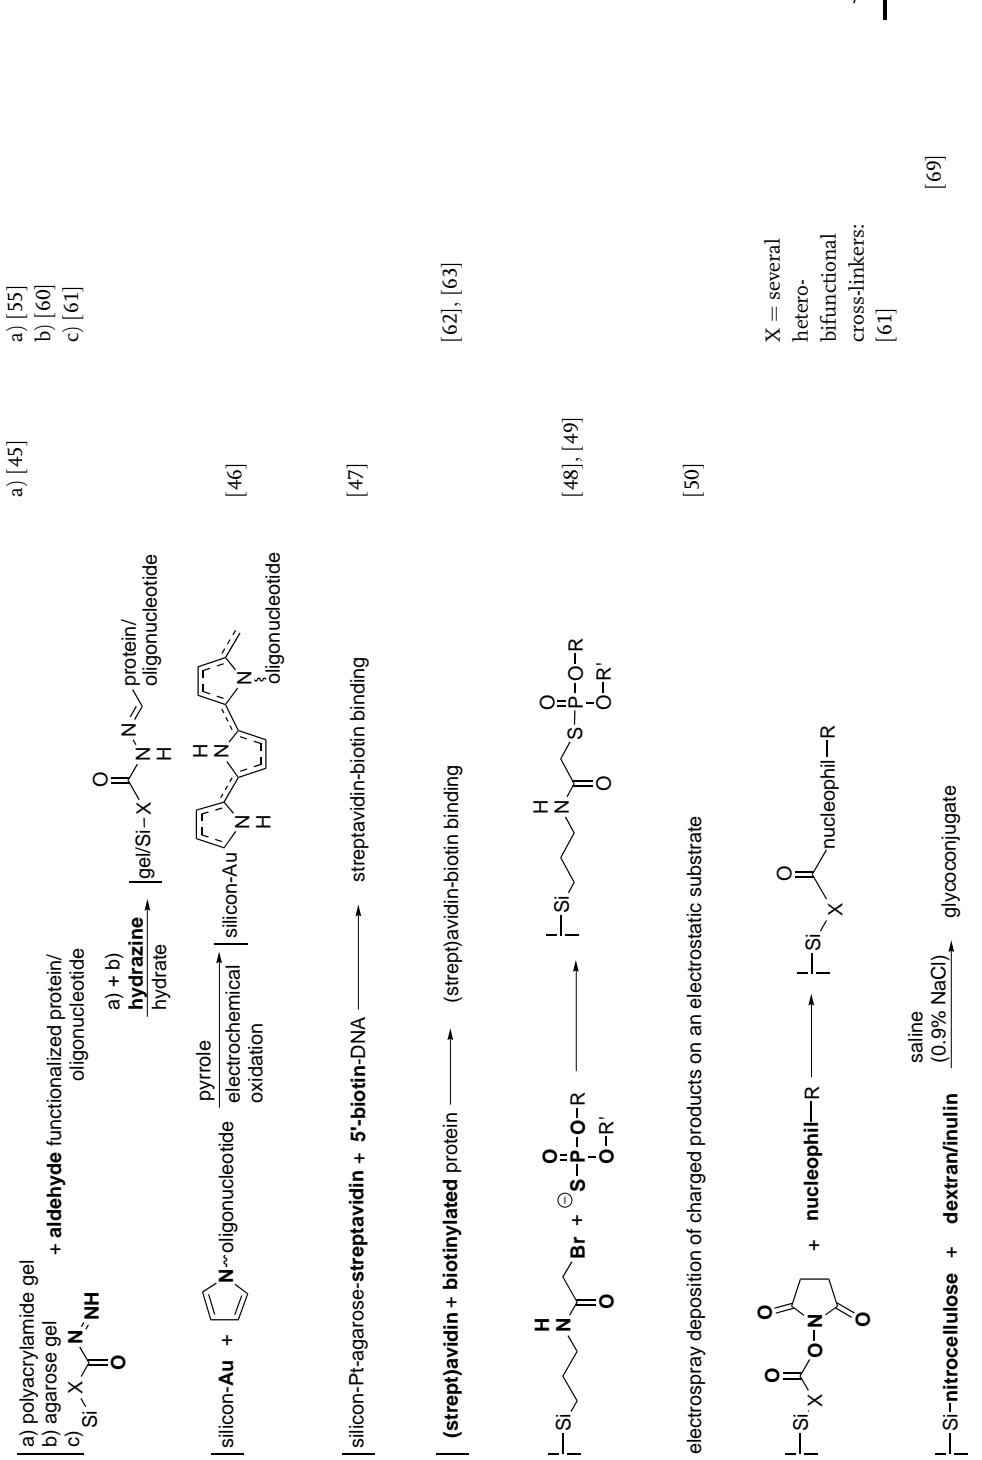 a) polyacrylamide gel
b) agarose gel
c)
Si X N NH
O
+ aldehyde functionalized protein/
oligonucleotide
a) + b)
hydrazine
hydrate
gel/Si–X
O
N N
H
protein/
oligonucleotide
a) [45]
a) [55]
b) [60]
c) [61]
silicon-Au +
N oligonucleotide
pyrrole
electrochemical
oxidation
silicon-Au
N
H
H
N
N
oligonucleotide
[46]
silicon-Pt-agarose-streptavidin + 5'-biotin-DNA
streptavidin-biotin binding
[47]
(strept)avidin + biotinylated protein
(strept)avidin-biotin binding
[62], [63]
Si
H
N
O
Br + ⊖
O
S–P–O–R
O–R'
Si
H
N
O
O
S–P–O–R
O–R'
[48], [49]
electrospray deposition of charged products on an electrostatic substrate
[50]
Si
X
O
O
N
O
O
+ nucleophil–R
Si
X
O
nucleophil–R
X = several
hetero-
bifunctional
cross-linkers:
[61]
Si–nitrocellulose + dextran/inulin
saline
(0.9% NaCl)
glycoconjugate
[69]